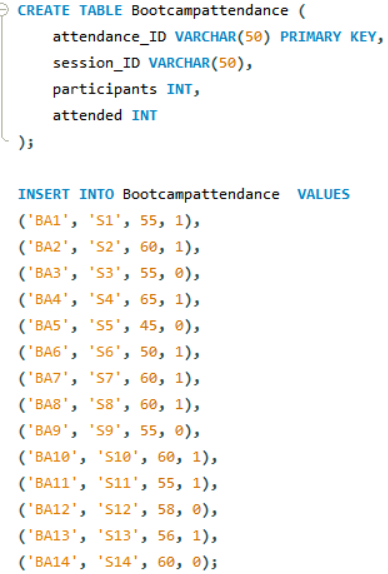 CREATE TABLE Bootcampattendance (
attendance_ID VARCHAR(50) PRIMARY KEY,
session_ID VARCHAR(50),
participants INT,
attended INT
);
INSERT INTO Bootcampattendance  VALUES
('BA1', 'S1', 55, 1),
('BA2', 'S2', 60, 1),
('BA3', 'S3', 55, 0),
('BA4', 'S4', 65, 1),
('BA5', 'S5', 45, 0),
('BA6', 'S6', 50, 1),
('BA7', 'S7', 60, 1),
('BA8', 'S8', 60, 1),
('BA9', 'S9', 55, 0),
('BA10', 'S10', 60, 1),
('BA11', 'S11', 55, 1),
('BA12', 'S12', 58, 0),
('BA13', 'S13', 56, 1),
('BA14', 'S14', 60, 0);